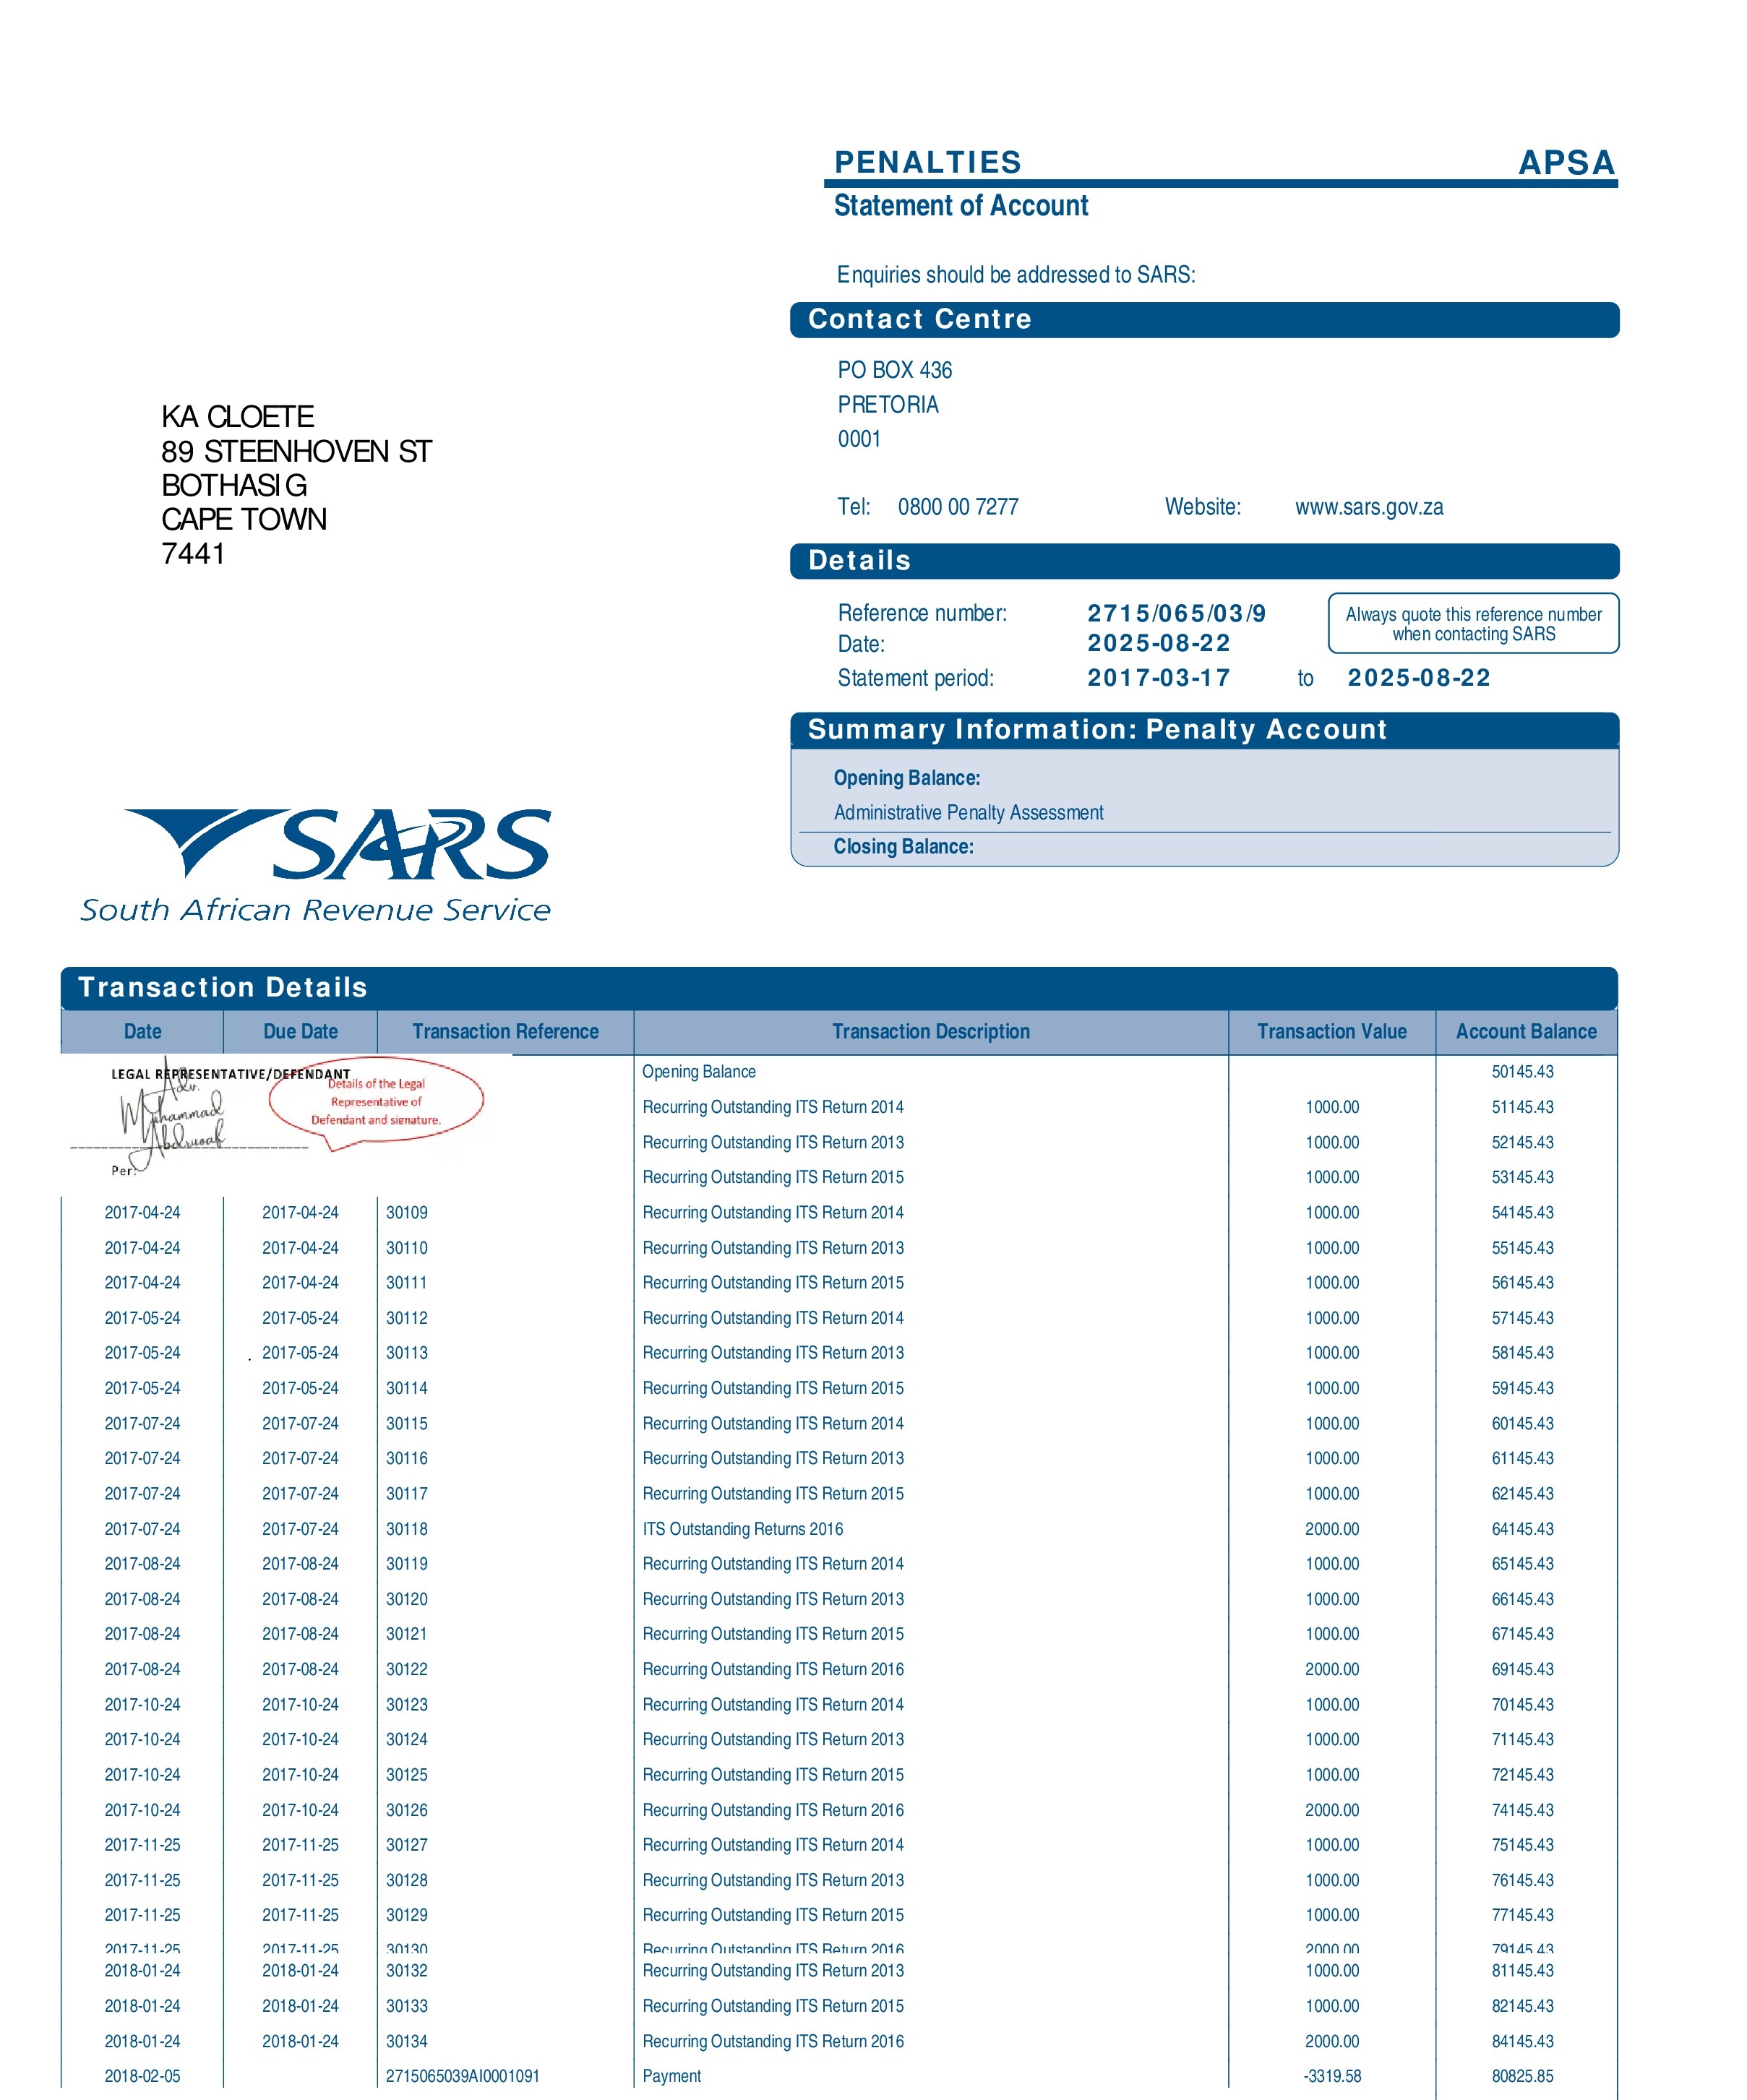 PENALTIES APSA
Statement of Account
Enquiries should be addressed to SARS:
Contact Centre
PO BOX 436
PRETORIA
0001
Tel: 0800 00 7277 Website: www.sars.gov.za
KA CLOETE
89 STEENHOVEN ST
BOTHASIG
CAPE TOWN
7441
Details
Reference number: 2715/065/03/9
Always quote this reference number
when contacting SARS
Date: 2025-08-22
Statement period: 2017-03-17 to 2025-08-22
Summary Information: Penalty Account
Opening Balance:
Administrative Penalty Assessment
Closing Balance:
SARS
South African Revenue Service
Transaction Details
Date Due Date Transaction Reference Transaction Description Transaction Value Account Balance
LEGAL REPRESENTATIVE/DEFENDANT
Adv.
Muhammad
Per:
Details of the Legal
Representative of
Defendant and signature.
Opening Balance 50145.43
Recurring Outstanding ITS Return 2014 1000.00 51145.43
Recurring Outstanding ITS Return 2013 1000.00 52145.43
Recurring Outstanding ITS Return 2015 1000.00 53145.43
2017-04-24 2017-04-24 30109 Recurring Outstanding ITS Return 2014 1000.00 54145.43
2017-04-24 2017-04-24 30110 Recurring Outstanding ITS Return 2013 1000.00 55145.43
2017-04-24 2017-04-24 30111 Recurring Outstanding ITS Return 2015 1000.00 56145.43
2017-05-24 2017-05-24 30112 Recurring Outstanding ITS Return 2014 1000.00 57145.43
2017-05-24 . 2017-05-24 30113 Recurring Outstanding ITS Return 2013 1000.00 58145.43
2017-05-24 2017-05-24 30114 Recurring Outstanding ITS Return 2015 1000.00 59145.43
2017-07-24 2017-07-24 30115 Recurring Outstanding ITS Return 2014 1000.00 60145.43
2017-07-24 2017-07-24 30116 Recurring Outstanding ITS Return 2013 1000.00 61145.43
2017-07-24 2017-07-24 30117 Recurring Outstanding ITS Return 2015 1000.00 62145.43
2017-07-24 2017-07-24 30118 ITS Outstanding Returns 2016 2000.00 64145.43
2017-08-24 2017-08-24 30119 Recurring Outstanding ITS Return 2014 1000.00 65145.43
2017-08-24 2017-08-24 30120 Recurring Outstanding ITS Return 2013 1000.00 66145.43
2017-08-24 2017-08-24 30121 Recurring Outstanding ITS Return 2015 1000.00 67145.43
2017-08-24 2017-08-24 30122 Recurring Outstanding ITS Return 2016 2000.00 69145.43
2017-10-24 2017-10-24 30123 Recurring Outstanding ITS Return 2014 1000.00 70145.43
2017-10-24 2017-10-24 30124 Recurring Outstanding ITS Return 2013 1000.00 71145.43
2017-10-24 2017-10-24 30125 Recurring Outstanding ITS Return 2015 1000.00 72145.43
2017-10-24 2017-10-24 30126 Recurring Outstanding ITS Return 2016 2000.00 74145.43
2017-11-25 2017-11-25 30127 Recurring Outstanding ITS Return 2014 1000.00 75145.43
2017-11-25 2017-11-25 30128 Recurring Outstanding ITS Return 2013 1000.00 76145.43
2017-11-25 2017-11-25 30129 Recurring Outstanding ITS Return 2015 1000.00 77145.43
2017-11-25 2017-11-25 30130 Recurring Outstanding ITS Return 2016 2000.00 79145.43
2018-01-24 2018-01-24 30132 Recurring Outstanding ITS Return 2013 1000.00 81145.43
2018-01-24 2018-01-24 30133 Recurring Outstanding ITS Return 2015 1000.00 82145.43
2018-01-24 2018-01-24 30134 Recurring Outstanding ITS Return 2016 2000.00 84145.43
2018-02-05 2715065039AI0001091 Payment -3319.58 80825.85